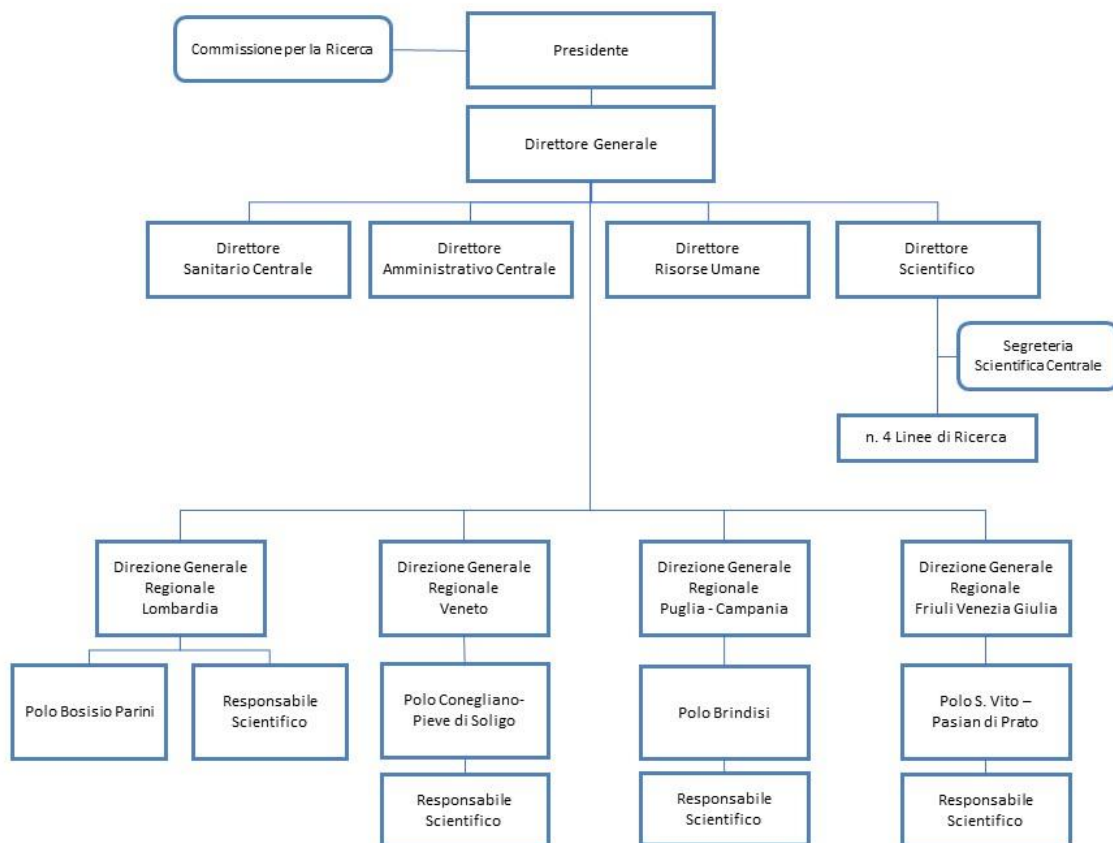 Commissione per la Ricerca
Presidente
Direttore Generale
Direttore
Sanitario Centrale
Direttore
Amministrativo Centrale
Direttore
Risorse Umane
Direttore
Scientifico
Segreteria
Scientifica Centrale
n. 4 Linee di Ricerca
Direzione Generale
Regionale
Lombardia
Direzione Generale
Regionale
Veneto
Direzione Generale
Regionale
Puglia - Campania
Direzione Generale
Regionale
Friuli Venezia Giulia
Polo Bosisio Parini
Responsabile
Scientifico
Polo Conegliano-
Pieve di Soligo
Polo Brindisi
Polo S. Vito –
Pasian di Prato
Responsabile
Scientifico
Responsabile
Scientifico
Responsabile
Scientifico